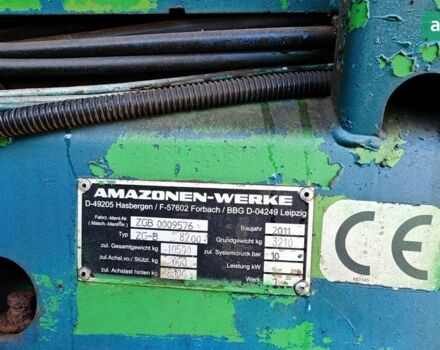 AMAZONEN-WERKE
D-49205 Hasbergen / F-57602 Forbach / BBG D-04249 Leipzig
Fahrz.-Ident-Nr
(Masch.-Ident-Nr) ZGB 0009576 Baujahr 2011
Typ ZG-B 8200 Grundgewicht kg 3210
zul. Gesamtgewicht kg zul. Systemdruck bar
zul. Achsl.vo./Stützl. kg Leistung kW
zul. Achslast hinten kg Werk
CE